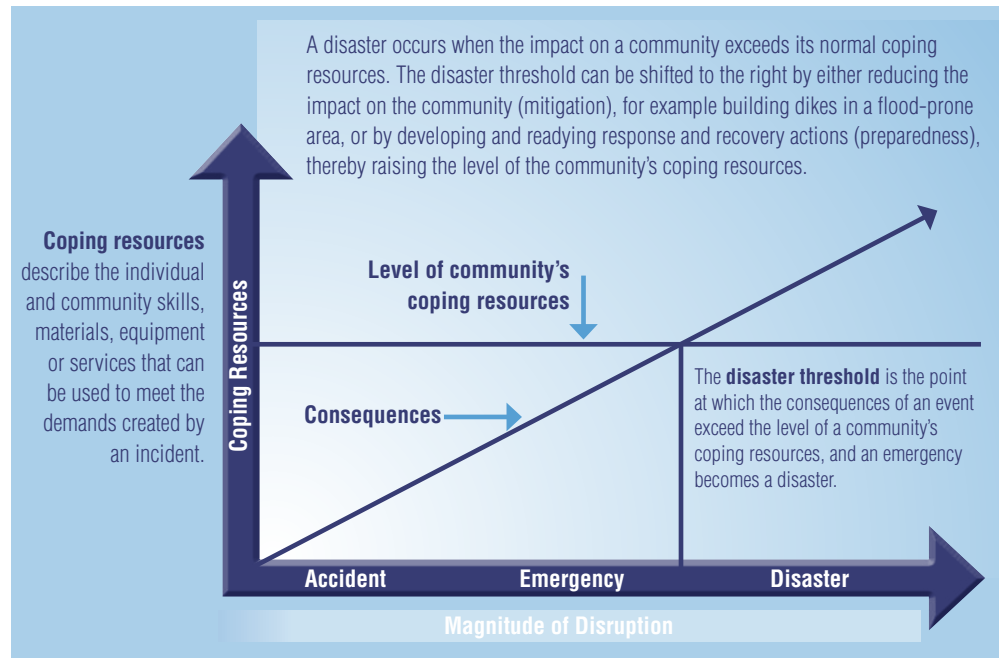 A disaster occurs when the impact on a community exceeds its normal coping
resources. The disaster threshold can be shifted to the right by either reducing the
impact on the community (mitigation), for example building dikes in a flood-prone
area, or by developing and readying response and recovery actions (preparedness),
thereby raising the level of the community’s coping resources.
Coping resources
describe the individual
and community skills,
materials, equipment
or services that can
be used to meet the
demands created by
an incident.
Coping Resources
Level of community’s
coping resources
Consequences
The disaster threshold is the point
at which the consequences of an event
exceed the level of a community’s
coping resources, and an emergency
becomes a disaster.
Accident
Emergency
Disaster
Magnitude of Disruption